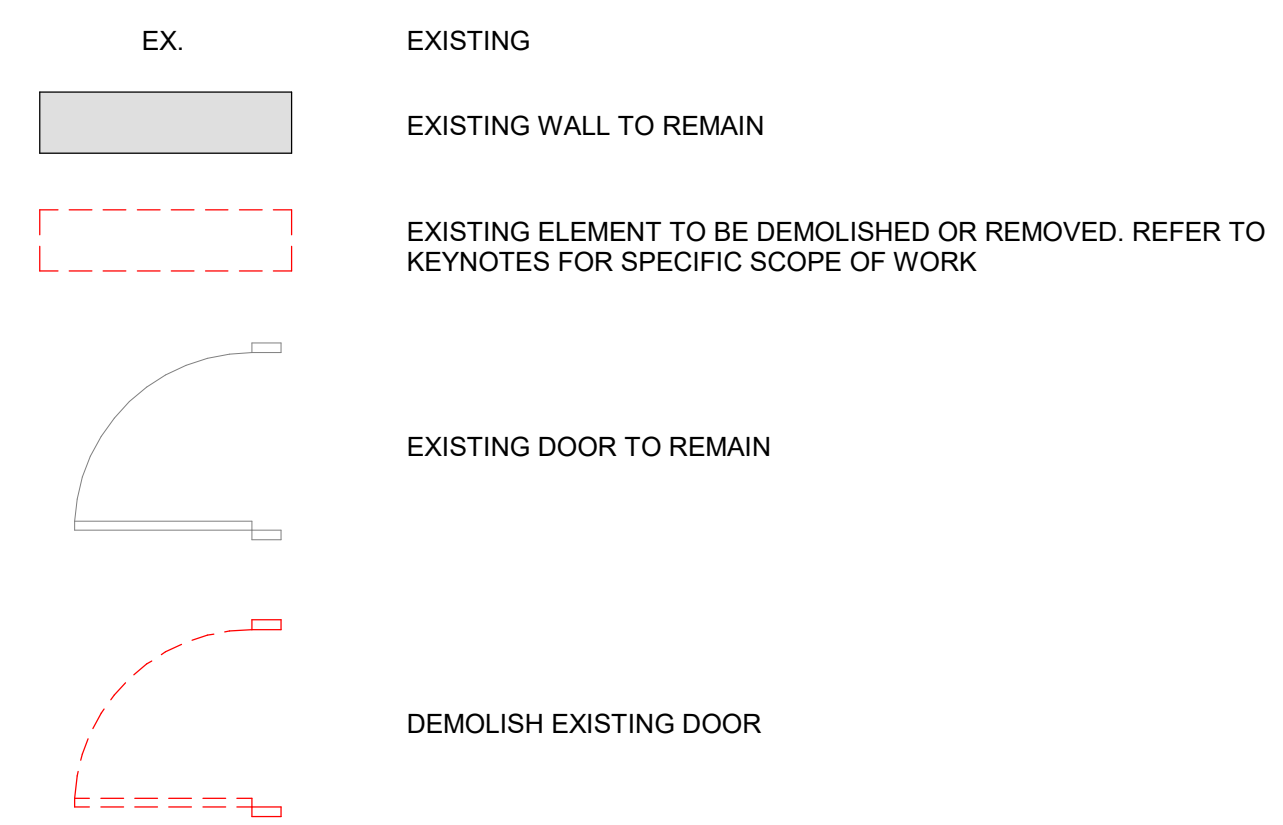 EX. EXISTING
EXISTING WALL TO REMAIN
EXISTING ELEMENT TO BE DEMOLISHED OR REMOVED. REFER TO
KEYNOTES FOR SPECIFIC SCOPE OF WORK
EXISTING DOOR TO REMAIN
DEMOLISH EXISTING DOOR